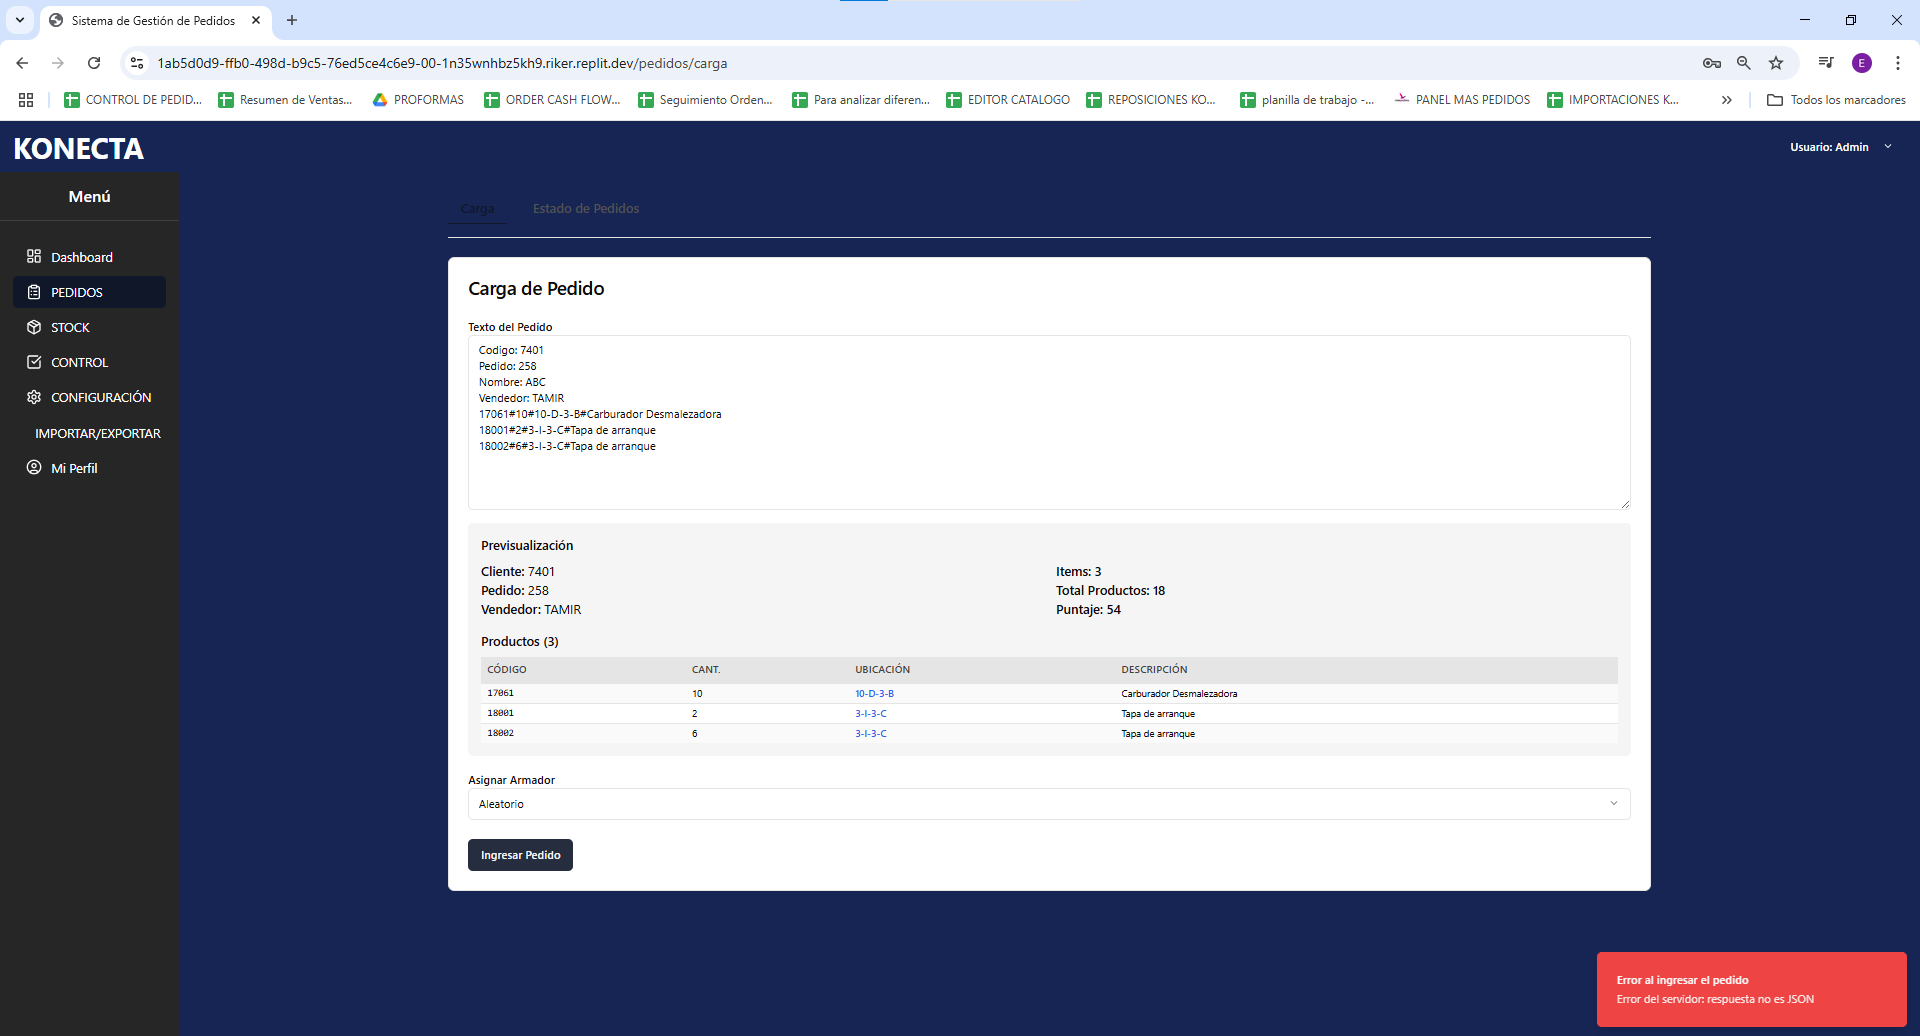 Sistema de Gestión de Pedidos
1ab5d0d9-ffb0-498d-b9c5-76ed5ce4c6e9-00-1n35wnhbz5kh9.riker.replit.dev/pedidos/carga
E
CONTROL DE PEDID...
Resumen de Ventas...
PROFORMAS
ORDER CASH FLOW...
Seguimiento Orden...
Para analizar diferen...
EDITOR CATALOGO
REPOSICIONES KO...
planilla de trabajo -...
PANEL MAS PEDIDOS
IMPORTACIONES K...
Todos los marcadores
KONECTA
Usuario: Admin
Menú
Dashboard
PEDIDOS
STOCK
CONTROL
CONFIGURACIÓN
IMPORTAR/EXPORTAR
Mi Perfil
Carga
Estado de Pedidos
Carga de Pedido
Texto del Pedido
Codigo: 7401
Pedido: 258
Nombre: ABC
Vendedor: TAMIR
17061#10#10-D-3-B#Carburador Desmalezadora
18001#2#3-I-3-C#Tapa de arranque
18002#6#3-I-3-C#Tapa de arranque
Previsualización
Cliente: 7401
Pedido: 258
Vendedor: TAMIR
Items: 3
Total Productos: 18
Puntaje: 54
Productos (3)
CÓDIGO CANT. UBICACIÓN DESCRIPCIÓN
17061 10 10-D-3-B Carburador Desmalezadora
18001 2 3-I-3-C Tapa de arranque
18002 6 3-I-3-C Tapa de arranque
Asignar Armador
Aleatorio
Ingresar Pedido
Error al ingresar el pedido
Error del servidor: respuesta no es JSON